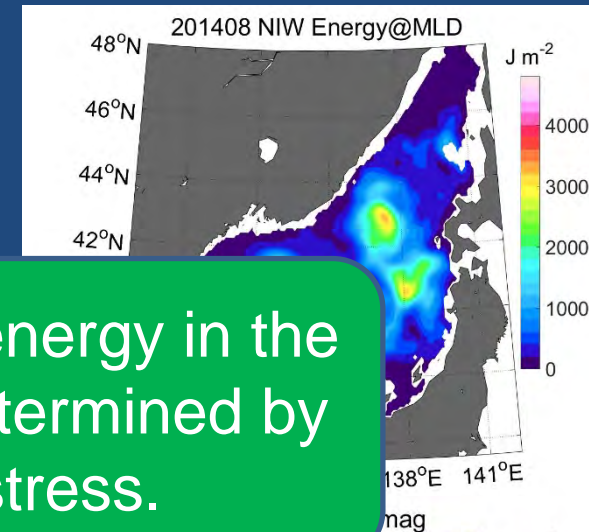 201408 NIW Energy@MLD
J m⁻²
48°N
46°N
44°N
42°N
4000
3000
2000
1000
0
energy in the
termined by
stress.
138°E 141°E
mag